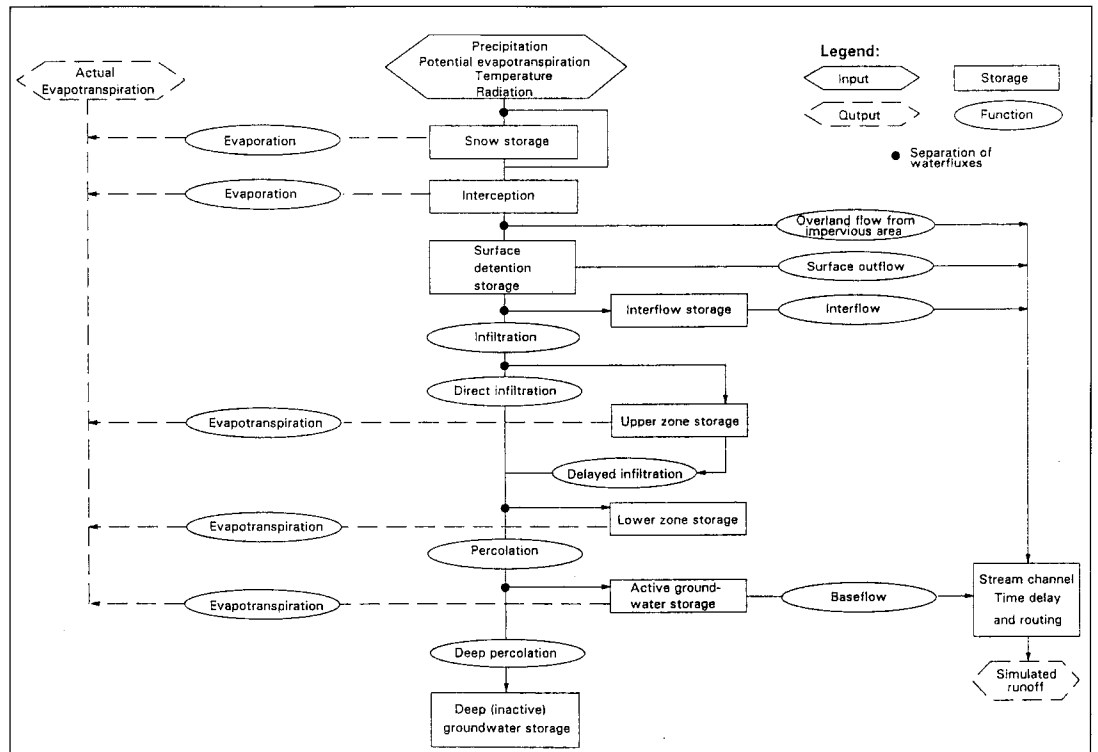 Precipitation
Potential evapotranspiration
Temperature
Radiation
Actual
Evapotranspiration
Legend:
Input
Storage
Qutput
Function
Separation of
waterfluxes
Evaporation
Snow storage
Evaporation
Interception
Overland flow from
impervious area
Surface
detention
storage
Surface outflow
Interflow storage
Interflow
Infiltration
Direct infiltration
Evapotranspiration
Upper zone storage
Delayed infiltration
Evapotranspiration
Lower zone storage
Percolation
Evapotranspiration
Active ground-
water storage
Baseflow
Stream channel
Time delay
and routing
Deep percolation
Simulated
runoff
Deep (inactive)
groundwater storage